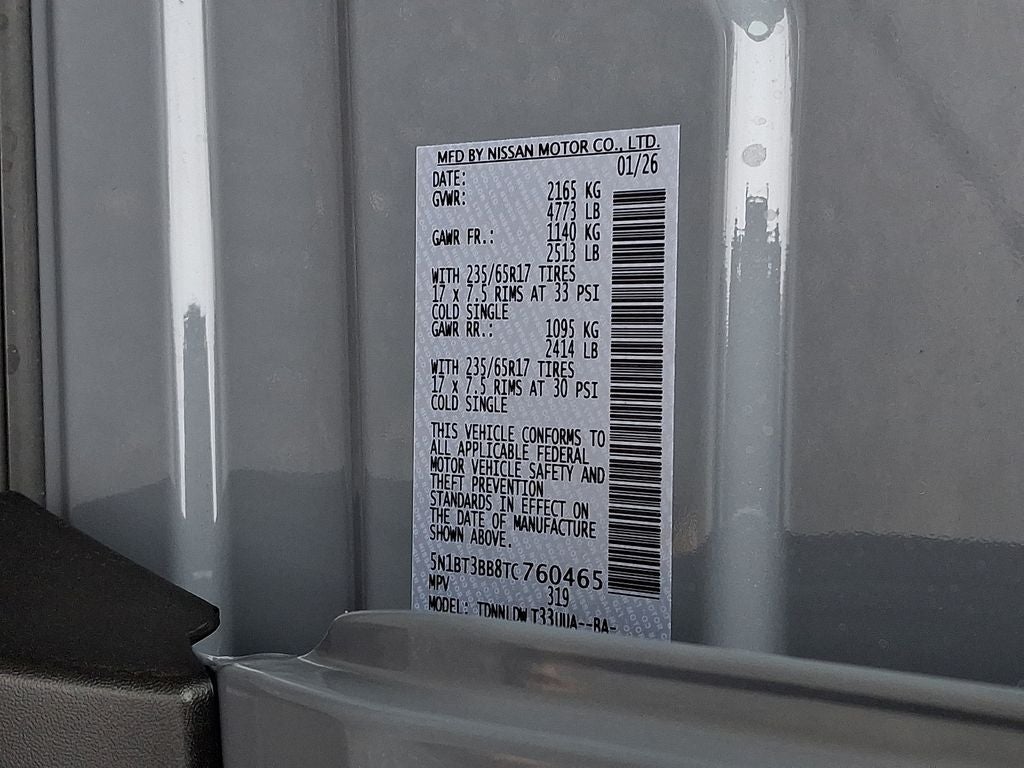 MFD BY NISSAN MOTOR CO., LTD.
DATE: 01/26
GVWR: 2165 KG
4773 LB
GAWR FR.: 1140 KG
2513 LB
WITH 235/65R17 TIRES
17 x 7.5 RIMS AT 33 PSI
COLD SINGLE
GAWR RR.: 1095 KG
2414 LB
WITH 235/65R17 TIRES
17 x 7.5 RIMS AT 30 PSI
COLD SINGLE
THIS VEHICLE CONFORMS TO
ALL APPLICABLE FEDERAL
MOTOR VEHICLE SAFETY AND
THEFT PREVENTION
STANDARDS IN EFFECT ON
THE DATE OF MANUFACTURE
SHOWN ABOVE.
5N1BT3BB8TC760465
MPV 319
MODEL: